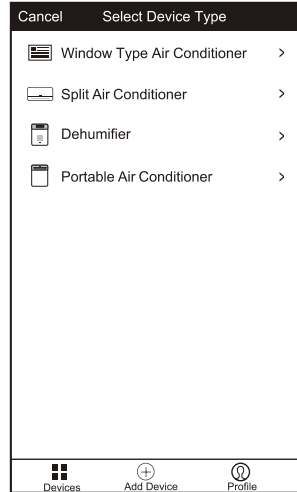 Cancel Select Device Type
Window Type Air Conditioner >
Split Air Conditioner >
Dehumifier >
Portable Air Conditioner >
Devices Add Device Profile